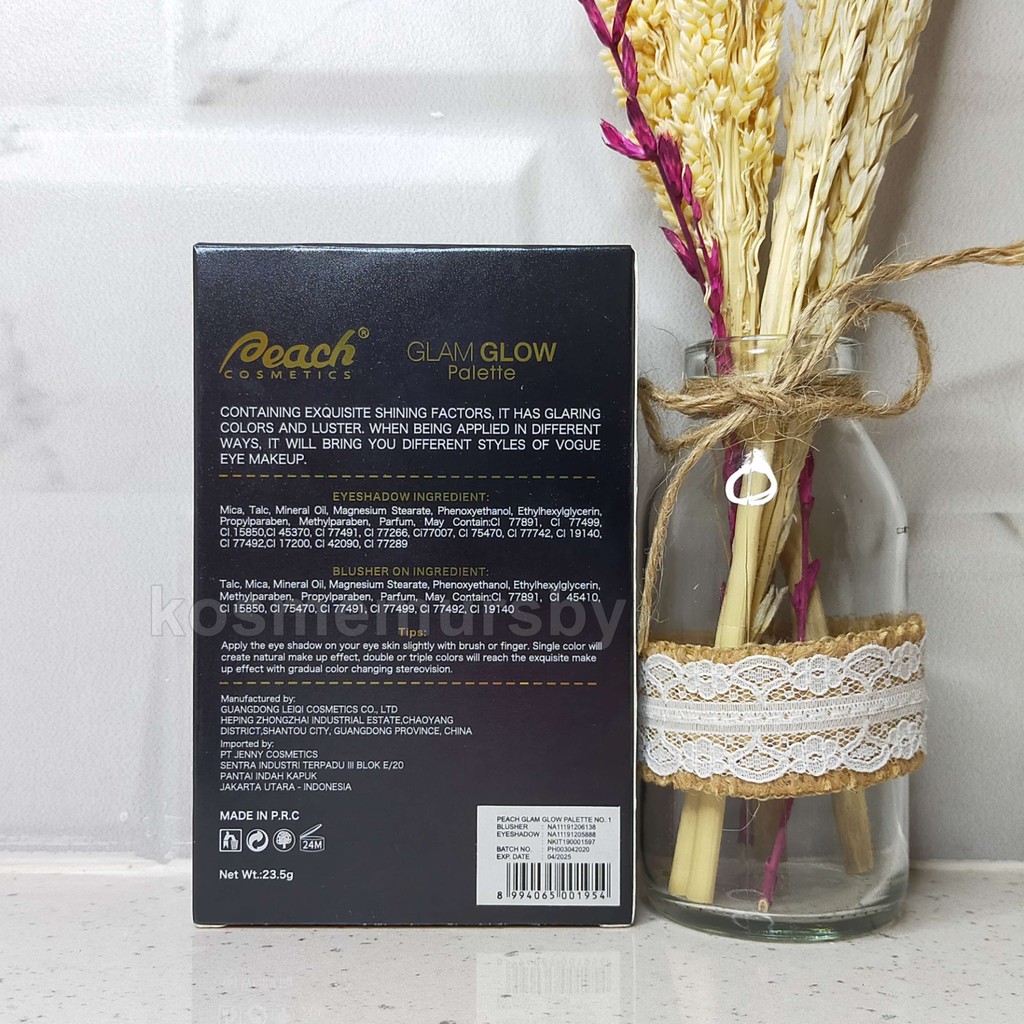 Peach®
COSMETICS
GLAM GLOW
Palette
CONTAINING EXQUISITE SHINING FACTORS, IT HAS GLARING
COLORS AND LUSTER. WHEN BEING APPLIED IN DIFFERENT
WAYS, IT WILL BRING YOU DIFFERENT STYLES OF VOGUE
EYE MAKEUP.
EYESHADOW INGREDIENT:
Mica, Talc, Mineral Oil, Magnesium Stearate, Phenoxyethanol, Ethylhexylglycerin,
Propylparaben, Methylparaben, Parfum, May Contain:CI 77891, CI 77499,
CI 15850,CI 45370, CI 77491, CI 77266, Ci77007, CI 75470, CI 77742, CI 19140,
CI 77492,CI 17200, CI 42090, CI 77289
BLUSHER ON INGREDIENT:
Talc, Mica, Mineral Oil, Magnesium Stearate, Phenoxyethanol, Ethylhexylglycerin,
Methylparaben, Propylparaben, Parfum, May Contain:CI 77891, CI 45410,
CI 15850, CI 75470, CI 77491, CI 77499, CI 77492, CI 19140
kosmetmursby
Tips:
Apply the eye shadow on your eye skin slightly with brush or finger. Single color will
create natural make up effect, double or triple colors will reach the exquisite make
up effect with gradual color changing stereovision.
Manufactured by:
GUANGDONG LEIQI COSMETICS CO., LTD
HEPING ZHONGZHAI INDUSTRIAL ESTATE,CHAOYANG
DISTRICT,SHANTOU CITY, GUANGDONG PROVINCE, CHINA
Imported by:
PT JENNY COSMETICS
SENTRA INDUSTRI TERPADU III BLOK E/20
PANTAI INDAH KAPUK
JAKARTA UTARA - INDONESIA
MADE IN P.R.C
24M
Net Wt.:23.5g
PEACH GLAM GLOW PALETTE NO. 1
BLUSHER : NA11191206138
EYESHADOW : NA11191205888
NKIT190001597
BATCH NO. : PH003042020
EXP. DATE : 04/2025
8 994065 001954